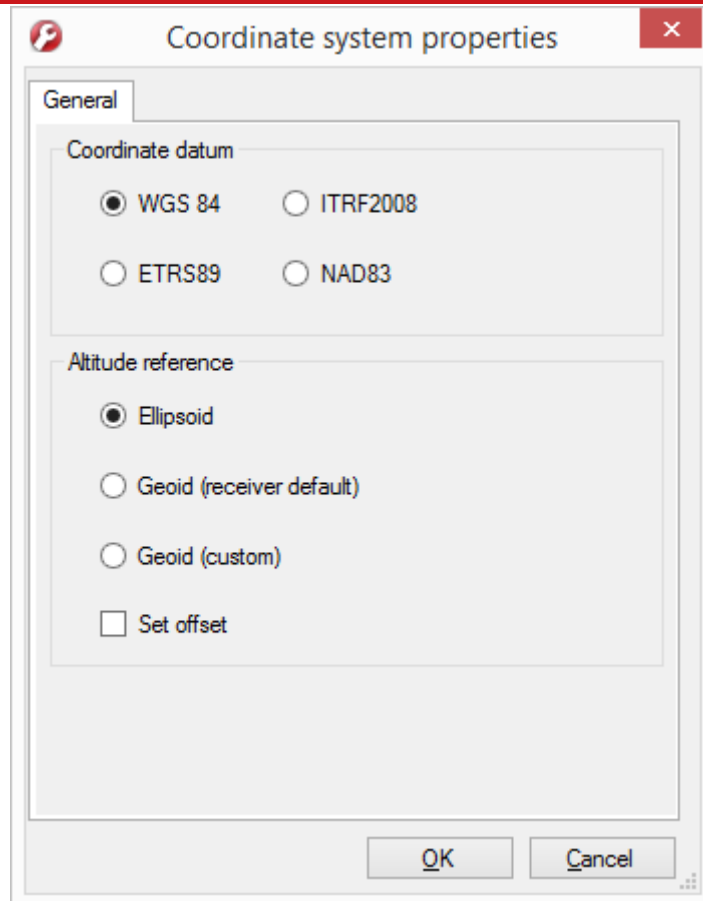 Coordinate system properties
General
Coordinate datum
WGS 84 ITRF2008
ETRS89 NAD83
Altitude reference
Ellipsoid
Geoid (receiver default)
Geoid (custom)
Set offset
OK Cancel